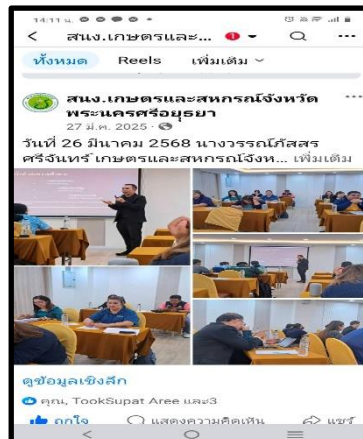 14:11 น.
สนง.เกษตรและ...
ทั้งหมด Reels เพิ่มเติม
สนง.เกษตรและสหกรณ์จังหวัด
พระนครศรีอยุธยา
27 มี.ค. 2025 ·
วันที่ 26 มีนาคม 2568 นางวรรณ์ภัสสร
ศรีจันทร์ เกษตรและสหกรณ์จังห... เพิ่มเติม
ดูข้อมูลเชิงลึก
คุณ, TookSupat Aree และ3
ถูกใจ แสดงความคิดเห็น แชร์